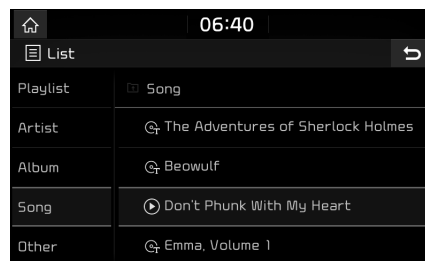 06:40
List
Playlist
Song
Artist
The Adventures of Sherlock Holmes
Album
Beowulf
Song
Don't Phunk With My Heart
Other
Emma, Volume 1